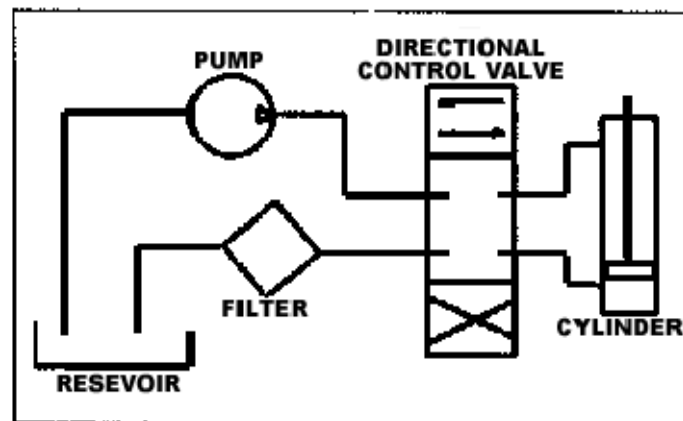 PUMP
DIRECTIONAL
CONTROL VALVE
FILTER
CYLINDER
RESEVOIR